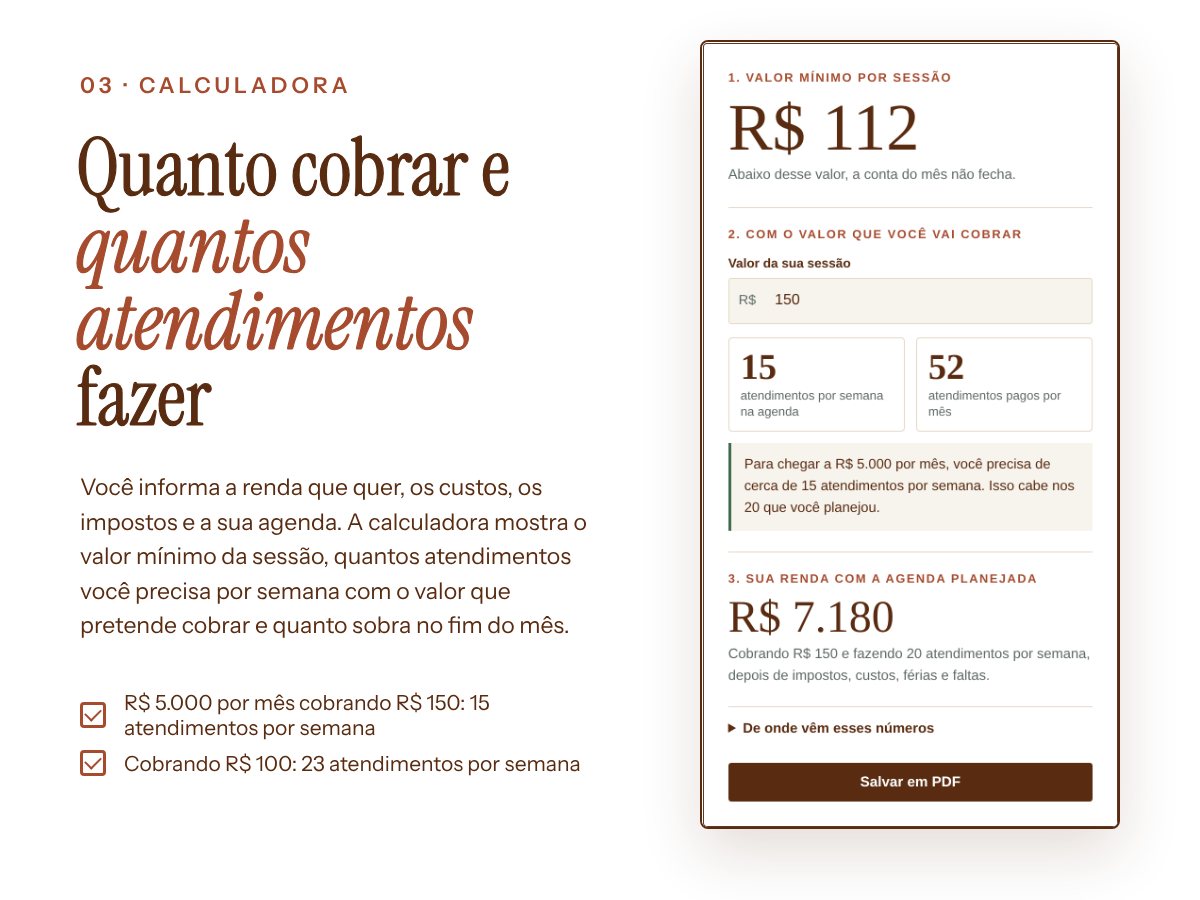 03 · CALCULADORA
Quanto cobrar e
quantos
atendimentos
fazer
Você informa a renda que quer, os custos, os
impostos e a sua agenda. A calculadora mostra o
valor mínimo da sessão, quantos atendimentos
você precisa por semana com o valor que
pretende cobrar e quanto sobra no fim do mês.
R$ 5.000 por mês cobrando R$ 150: 15
atendimentos por semana
Cobrando R$ 100: 23 atendimentos por semana
1. VALOR MÍNIMO POR SESSÃO
R$ 112
Abaixo desse valor, a conta do mês não fecha.
2. COM O VALOR QUE VOCÊ VAI COBRAR
Valor da sua sessão
R$ 150
15
atendimentos por semana
na agenda
52
atendimentos pagos por
mês
Para chegar a R$ 5.000 por mês, você precisa de
cerca de 15 atendimentos por semana. Isso cabe nos
20 que você planejou.
3. SUA RENDA COM A AGENDA PLANEJADA
R$ 7.180
Cobrando R$ 150 e fazendo 20 atendimentos por semana,
depois de impostos, custos, férias e faltas.
De onde vêm esses números
Salvar em PDF